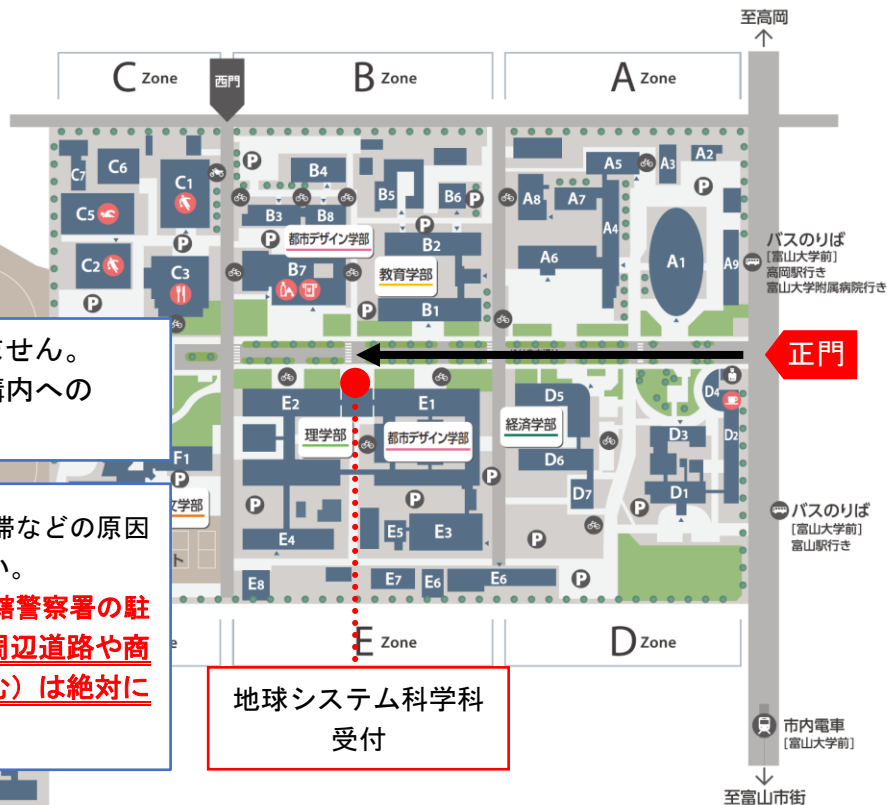 至高岡
C Zone
西門
B Zone
A Zone
C7
C6
C1
C5
C2
C3
P
B4
B5
B6
P
B3
B8
P
P
都市デザイン学部
B2
B7
教育学部
P
B1
A5
A3
A2
A8
A7
P
A4
A6
A1
A9
バスのりば
[富山大学前]
高岡駅行き
富山大学附属病院行き
正門
P
P
ません。
構内への
E2
E1
D5
D4
理学部
都市デザイン学部
経済学部
D3
D2
F1
D6
D1
文学部
D7
P
P
P
P
P
E4
E5
E3
E8
E7
E6
E6
P
バスのりば
[富山大学前]
富山駅行き
帯などの原因
い。
轄警察署の駐
周辺道路や商
む）は絶対に
ト
e
E Zone
D Zone
地球システム科学科
受付
市内電車
[富山大学前]
至富山市街